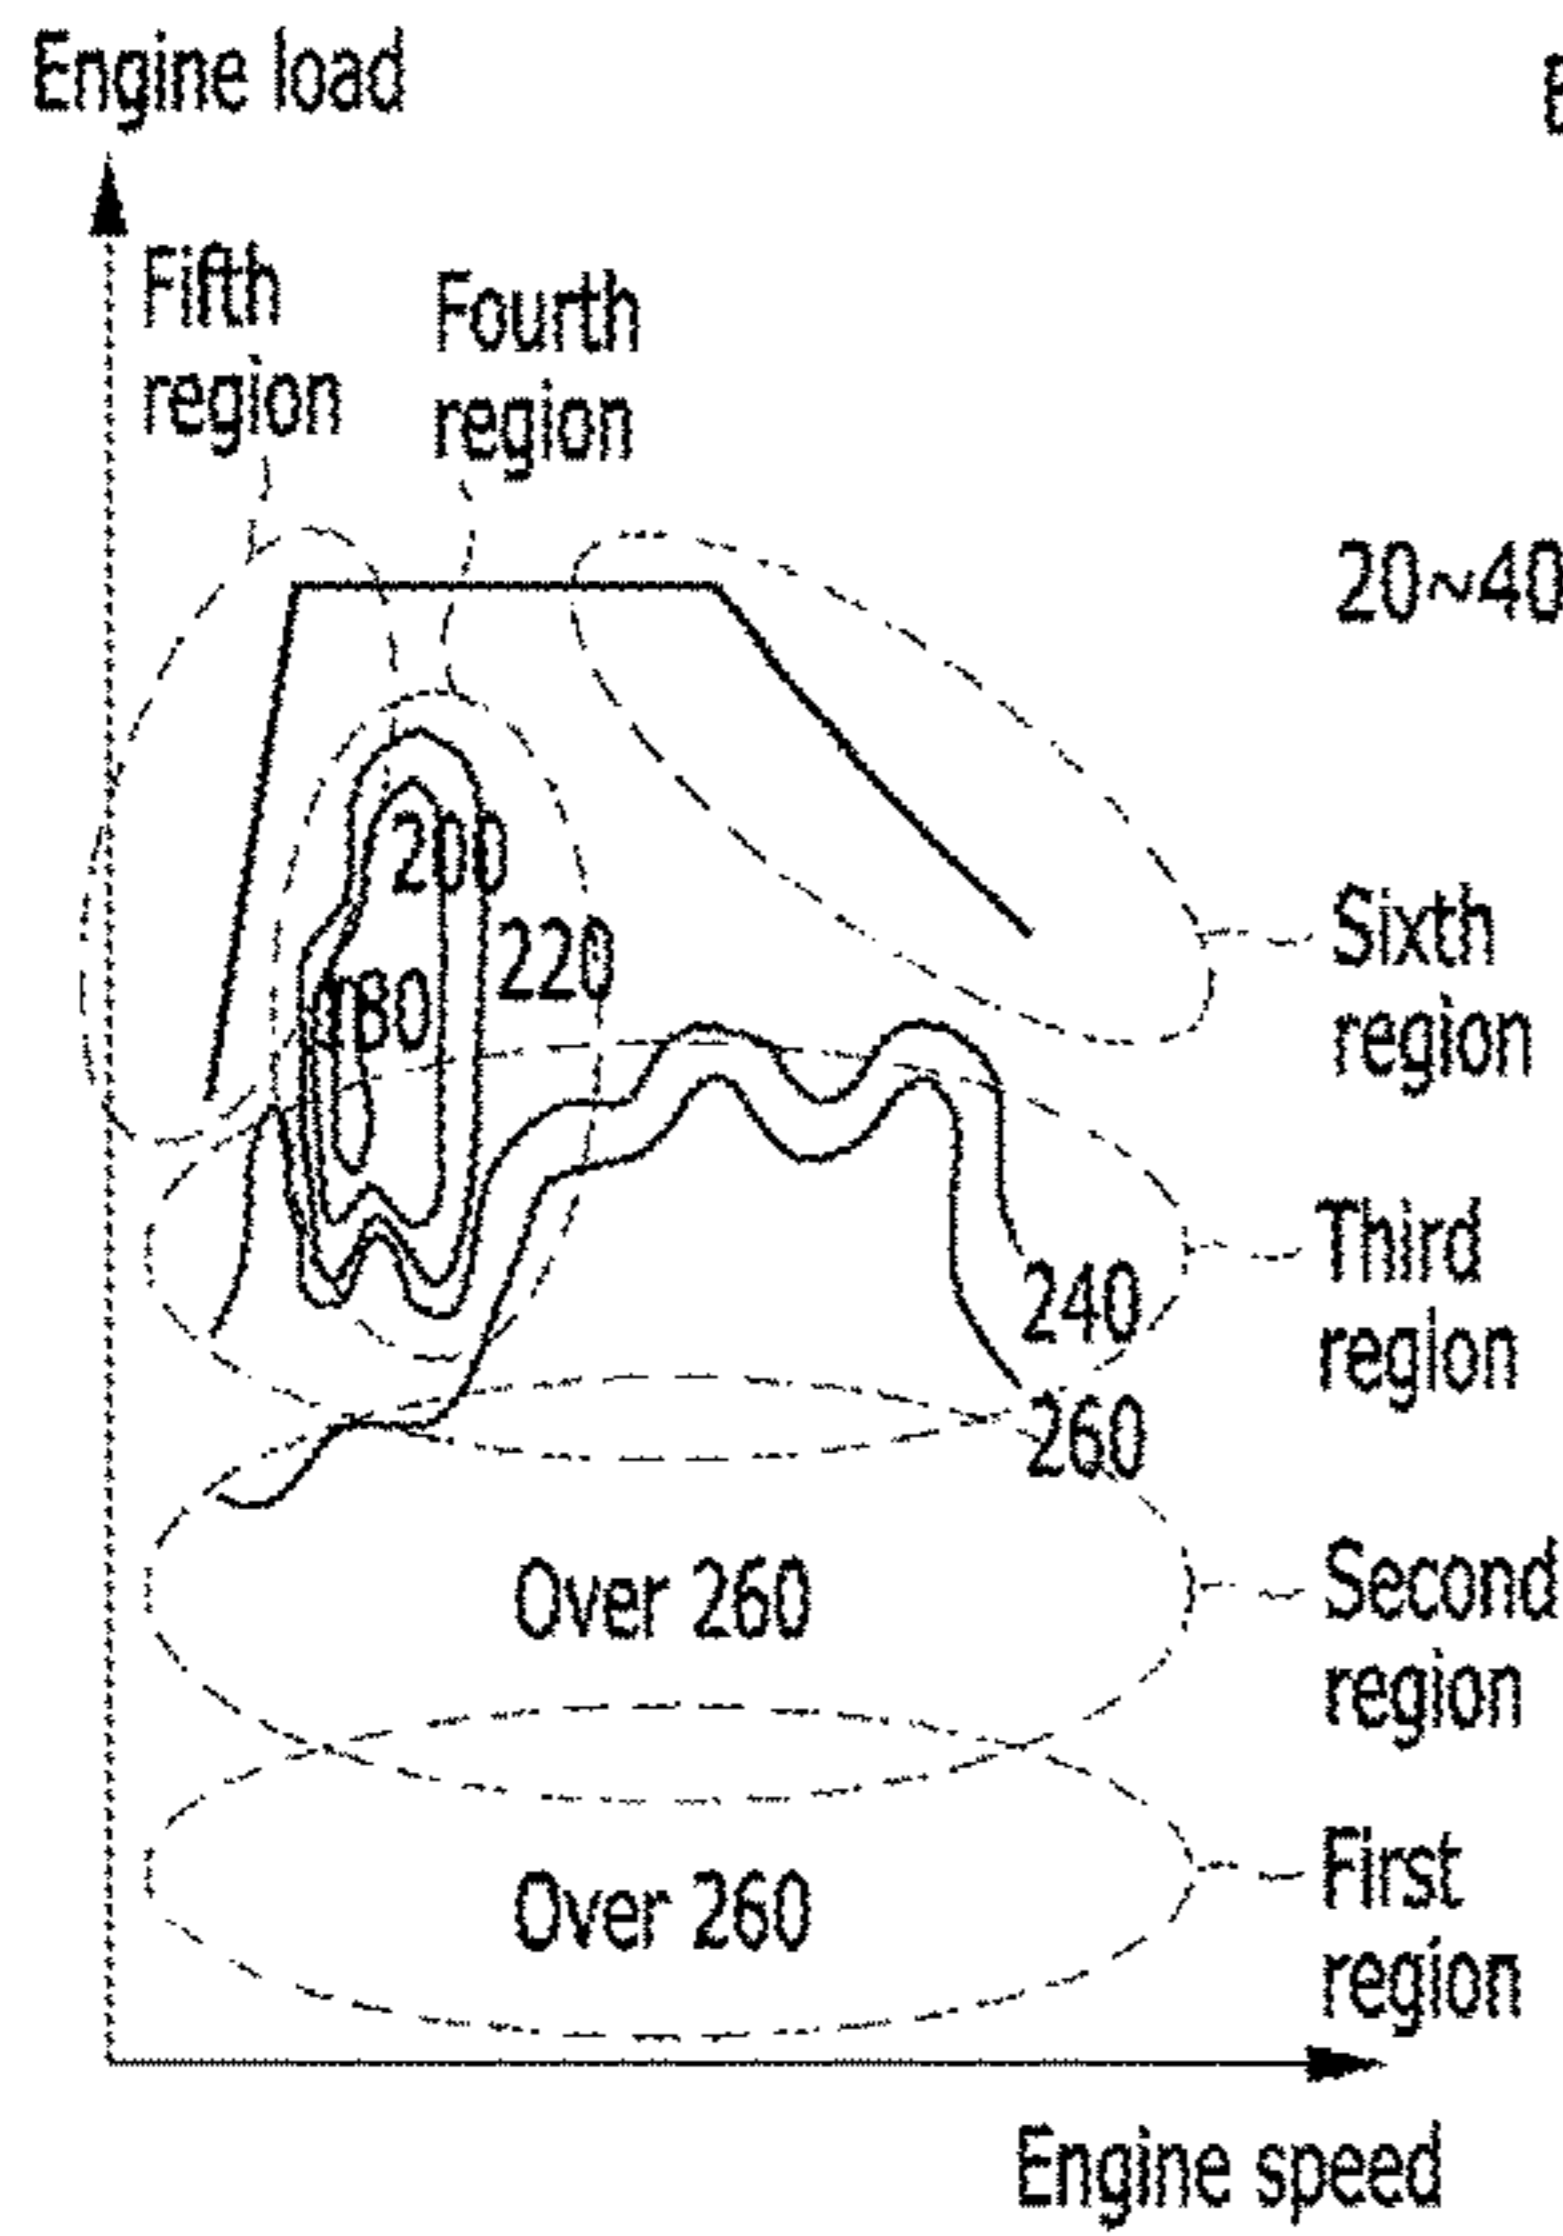 Engine load
Fifth
region
Fourth
region
20~40
200
220
180
Sixth
region
Third
region
240
260
Second
region
Over 260
First
region
Over 260
Engine speed